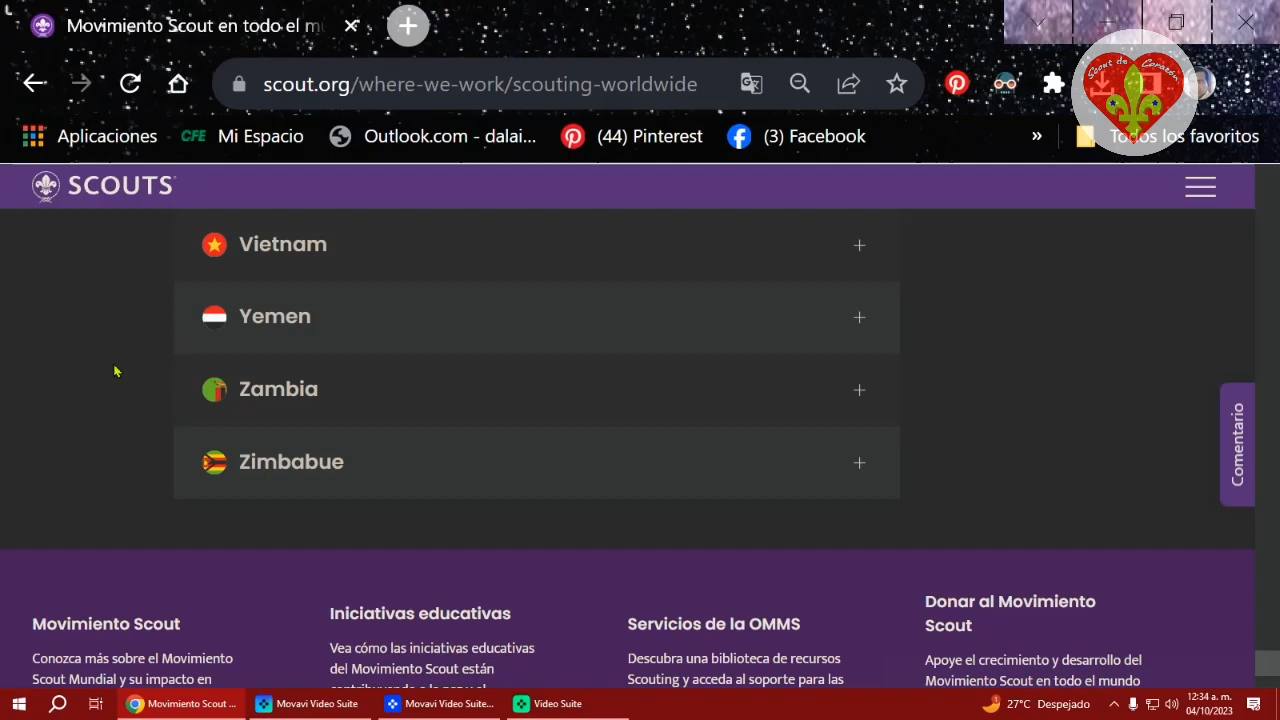 Movimiento Scout en todo el m
scout.org/where-we-work/scouting-worldwide
Scout de Corazón
Aplicaciones
CFE Mi Espacio
Outlook.com - dalai...
(44) Pinterest
(3) Facebook
»
Todos los favoritos
SCOUTS
Vietnam
Yemen
Zambia
Zimbabue
Comentario
Movimiento Scout
Conozca más sobre el Movimiento
Scout Mundial y su impacto en
Iniciativas educativas
Vea cómo las iniciativas educativas
del Movimiento Scout están
Servicios de la OMMS
Descubra una biblioteca de recursos
Scouting y acceda al soporte para las
Donar al Movimiento
Scout
Apoye el crecimiento y desarrollo del
Movimiento Scout en todo el mundo
Movimiento Scout ...
Movavi Video Suite
Movavi Video Suite...
Video Suite
27°C Despejado
12:34 a. m.
04/10/2023